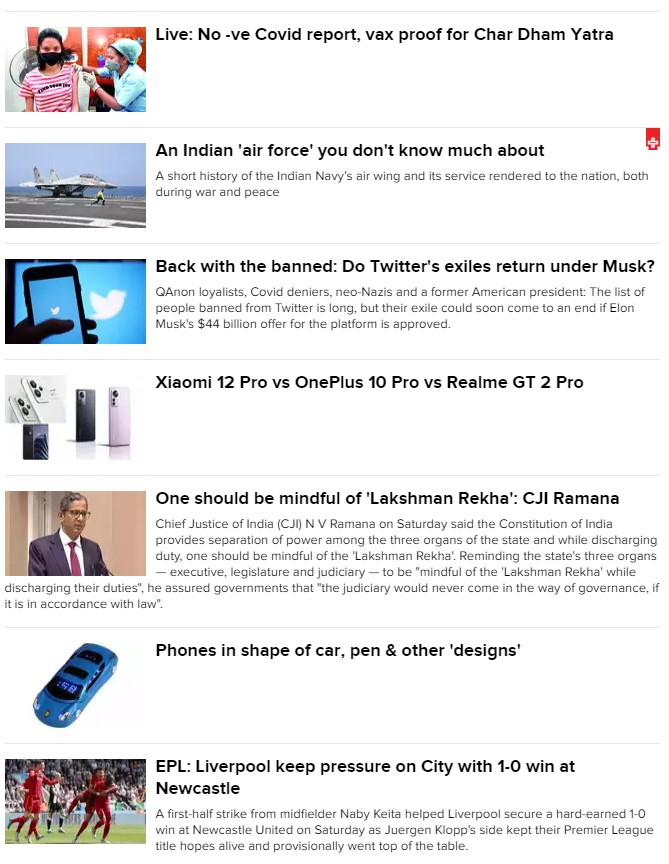 Live: No -ve Covid report, vax proof for Char Dham Yatra
An Indian 'air force' you don't know much about
A short history of the Indian Navy's air wing and its service rendered to the nation, both
during war and peace
Back with the banned: Do Twitter's exiles return under Musk?
QAnon loyalists, Covid deniers, neo-Nazis and a former American president: The list of
people banned from Twitter is long, but their exile could soon come to an end if Elon
Musk's $44 billion offer for the platform is approved.
Xiaomi 12 Pro vs OnePlus 10 Pro vs Realme GT 2 Pro
One should be mindful of 'Lakshman Rekha': CJI Ramana
Chief Justice of India (CJI) N V Ramana on Saturday said the Constitution of India
provides separation of power among the three organs of the state and while discharging
duty, one should be mindful of the 'Lakshman Rekha'. Reminding the state's three organs
— executive, legislature and judiciary — to be "mindful of the 'Lakshman Rekha' while
discharging their duties", he assured governments that "the judiciary would never come in the way of governance, if
it is in accordance with law".
Phones in shape of car, pen & other 'designs'
EPL: Liverpool keep pressure on City with 1-0 win at
Newcastle
A first-half strike from midfielder Naby Keita helped Liverpool secure a hard-earned 1-0
win at Newcastle United on Saturday as Juergen Klopp's side kept their Premier League
title hopes alive and provisionally went top of the table.